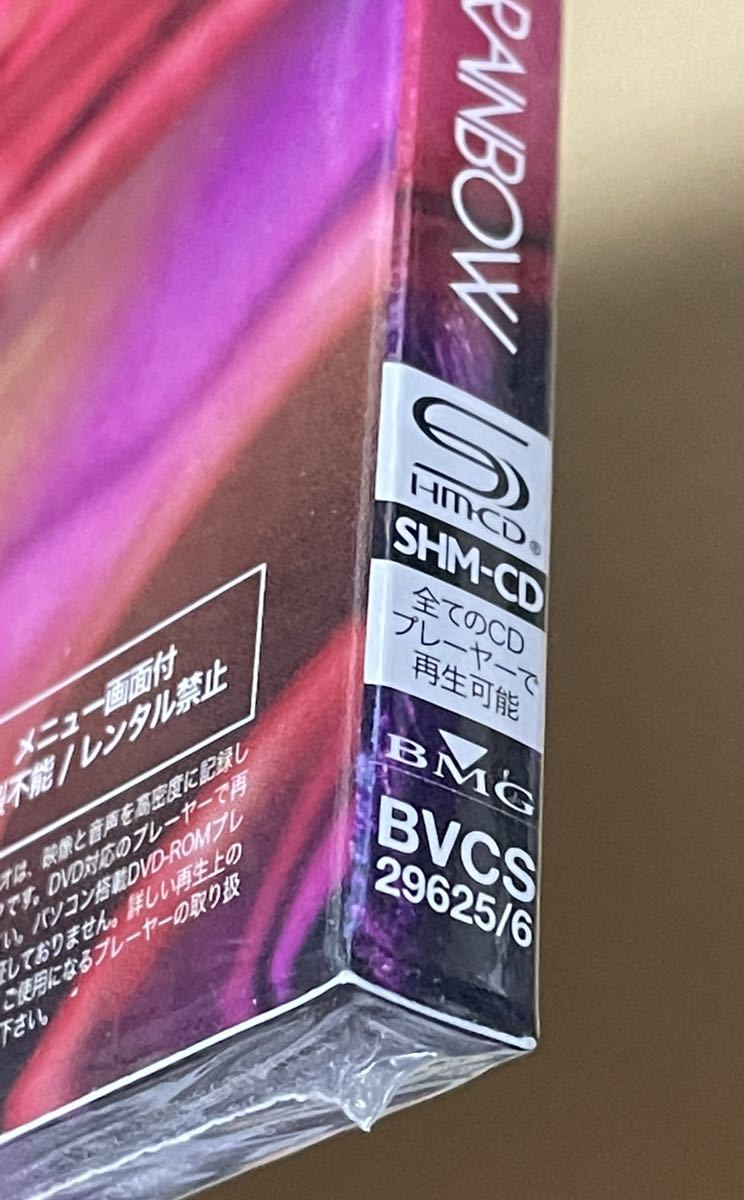 RAINBOW
SHM-CD®
SHM-CD
全てのCD
プレーヤーで
再生可能
BMG
BVCS
29625/6
メニュー画面付
製不能/レンタル禁止
オは、映像と音声を高密度に記録し
です。DVD対応のプレーヤーで再
い。パソコン搭載DVD-ROMプレ
証しておりません。詳しい再生上の
ご使用になるプレーヤーの取り扱
下さい。